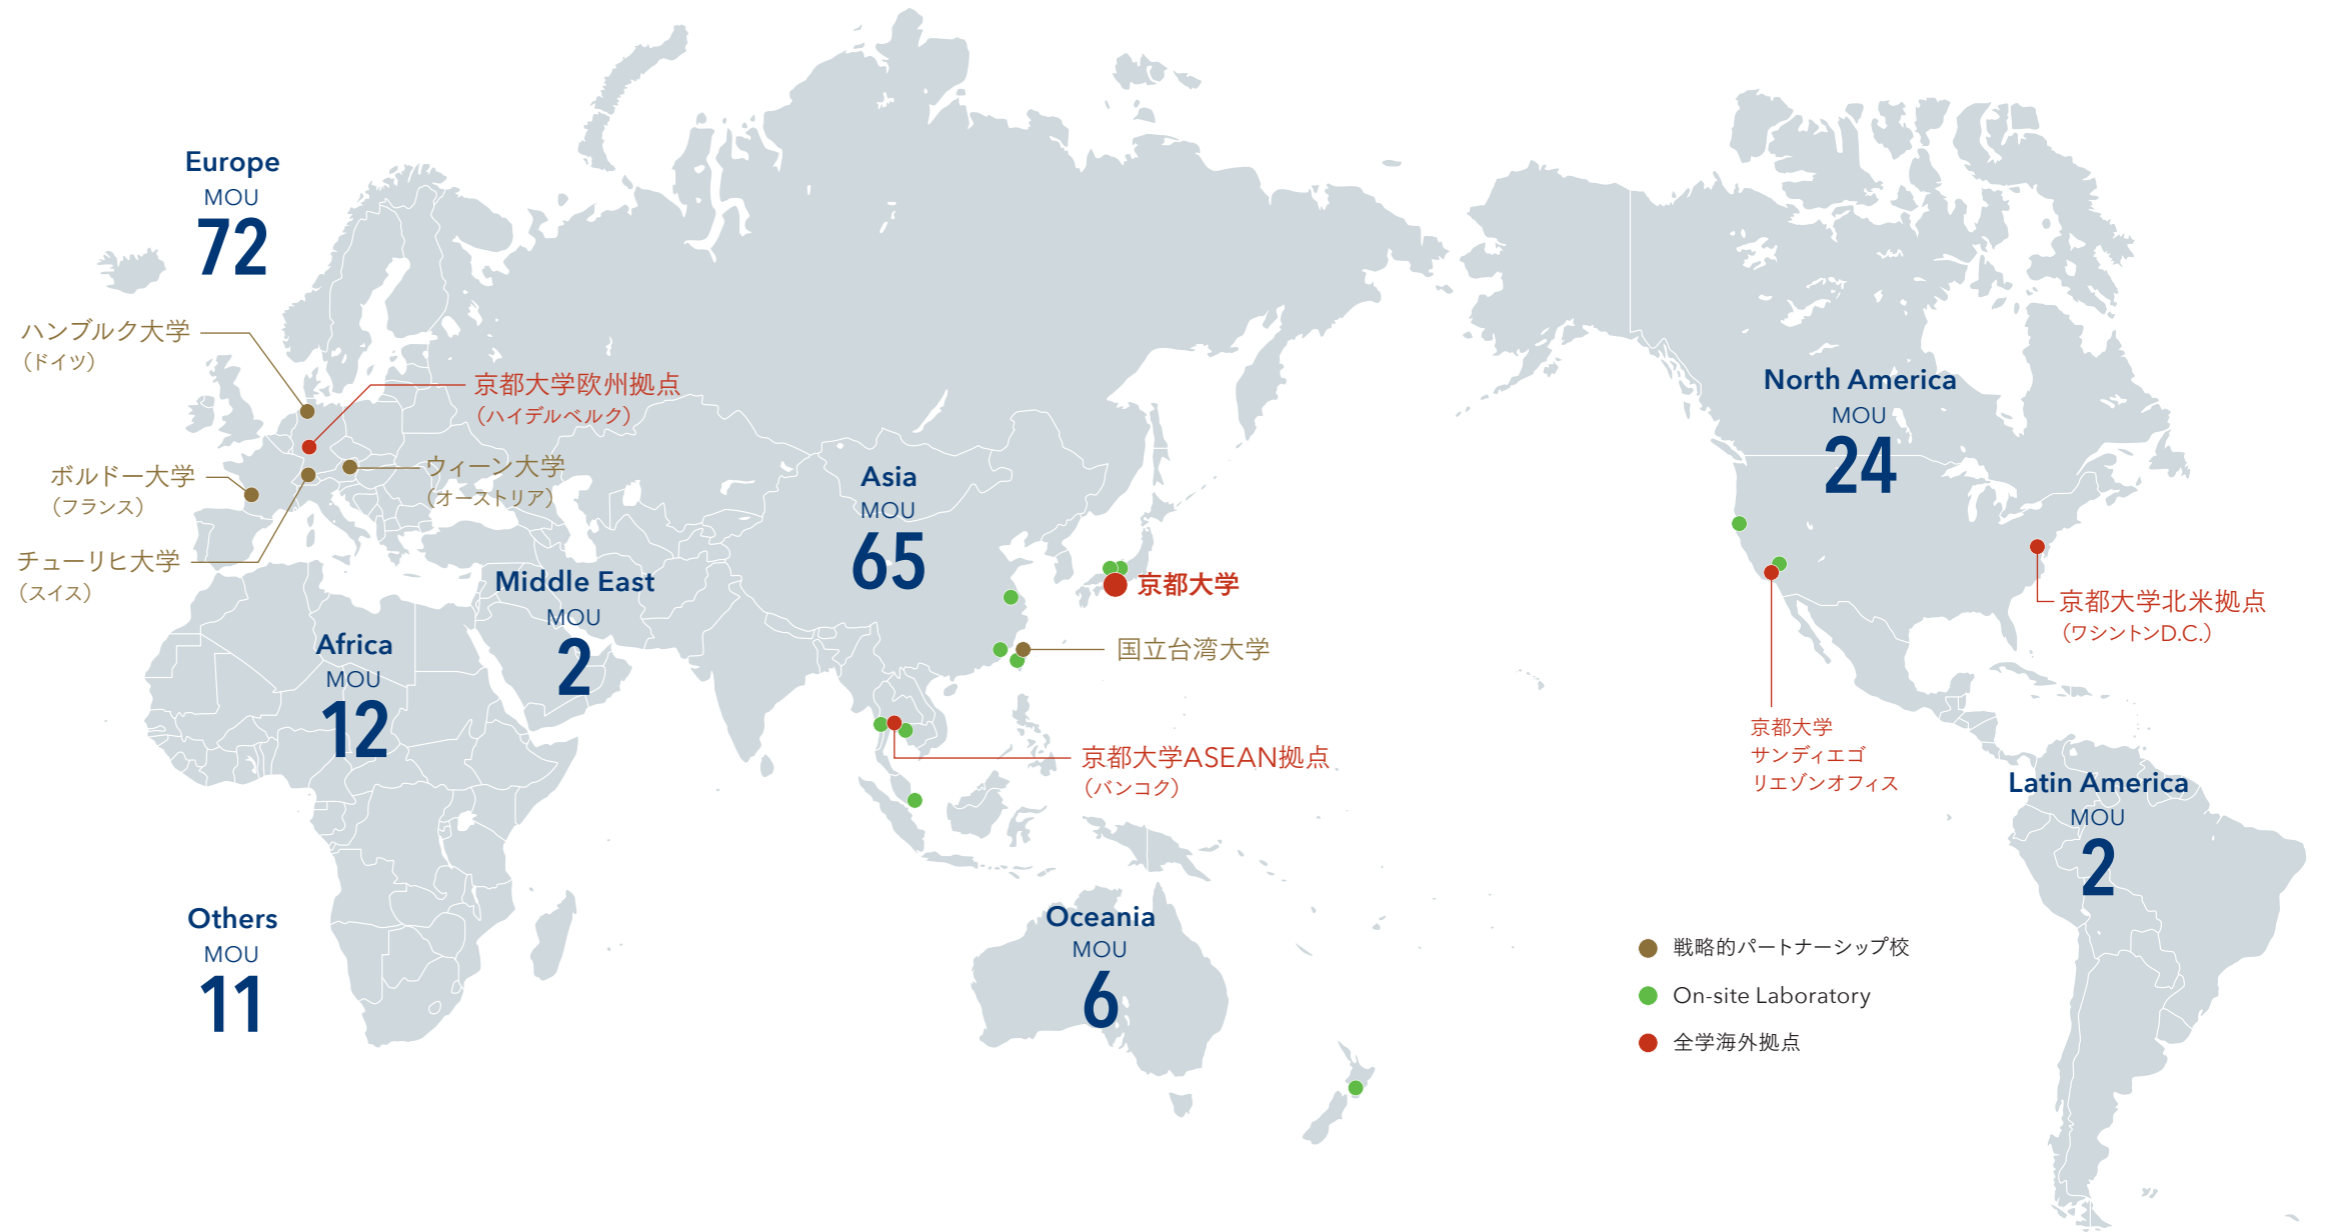 Europe
MOU
72
ハンブルク大学
（ドイツ）
京都大学欧州拠点
（ハイデルベルク）
ボルドー大学
（フランス）
ウィーン大学
（オーストリア）
チューリヒ大学
（スイス）
Middle East
MOU
2
Africa
MOU
12
Others
MOU
11
Asia
MOU
65
京都大学
国立台湾大学
京都大学ASEAN拠点
（バンコク）
Oceania
MOU
6
North America
MOU
24
京都大学北米拠点
（ワシントンD.C.）
京都大学
サンディエゴ
リエゾンオフィス
Latin America
MOU
2
戦略的パートナーシップ校
On-site Laboratory
全学海外拠点